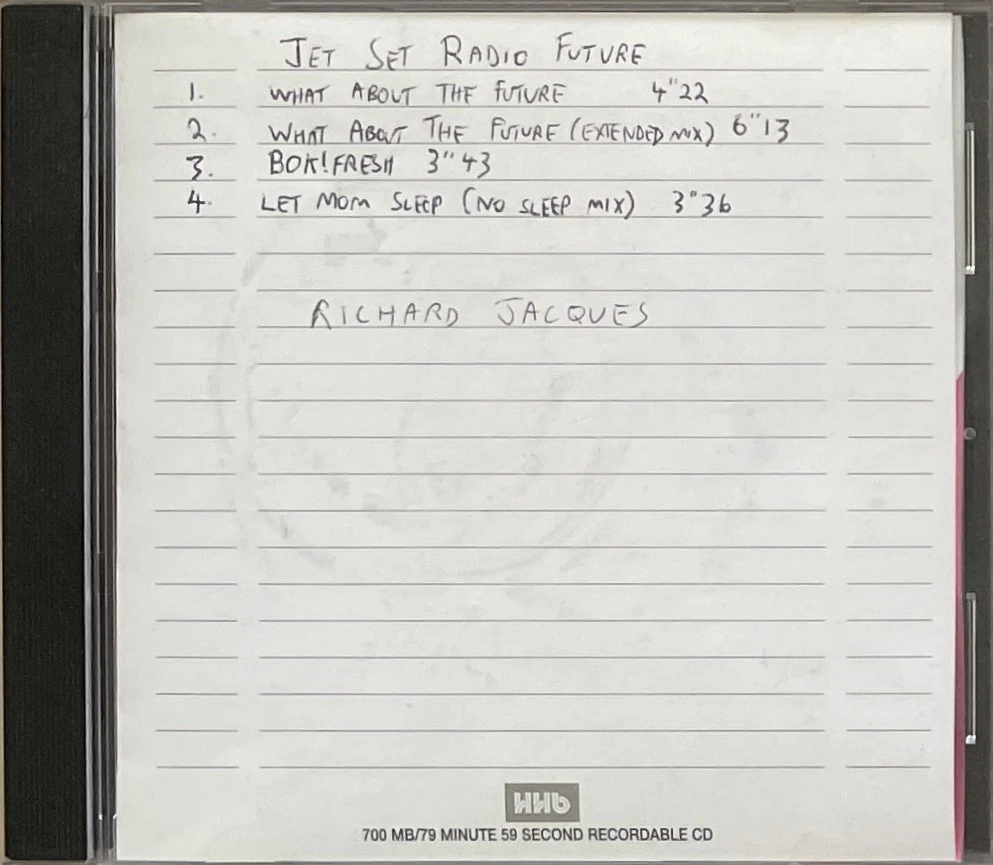 JET SET RADIO FUTURE
1. WHAT ABOUT THE FUTURE 4"22
2. WHAT ABOUT THE FUTURE (EXTENDED MIX) 6"13
3. BOK!FRESH 3"43
4. LET MOM SLEEP (NO SLEEP MIX) 3"36
RICHARD JACQUES
HHb
700 MB/79 MINUTE 59 SECOND RECORDABLE CD